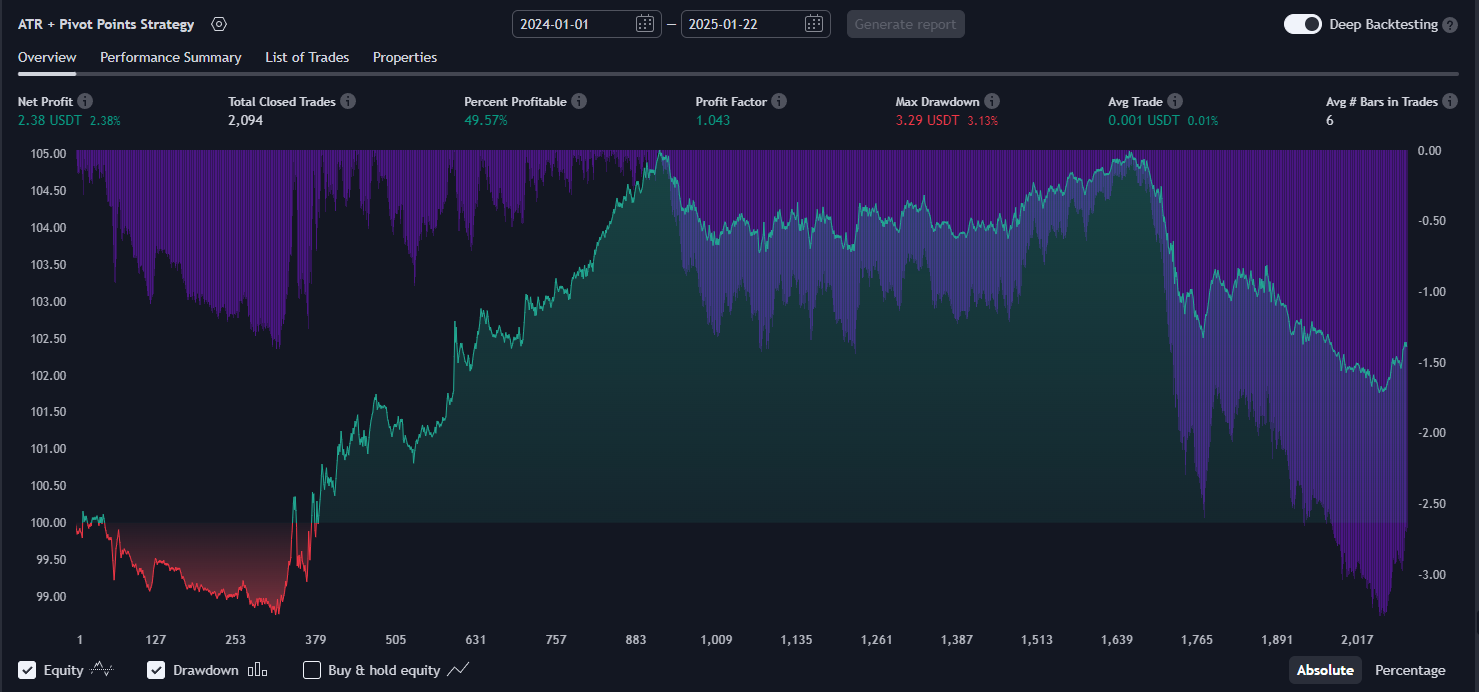 ATR + Pivot Points Strategy 2024-01-01 — 2025-01-22 Generate report Deep Backtesting ?
Overview Performance Summary List of Trades Properties
Net Profit i Total Closed Trades i Percent Profitable i Profit Factor i Max Drawdown i Avg Trade i Avg # Bars in Trades i
2.38 USDT 2.38% 2,094 49.57% 1.043 3.29 USDT 3.13% 0.001 USDT 0.01% 6
105.00 0.00
104.50
104.00 -0.50
103.50
103.00 -1.00
102.50
102.00 -1.50
101.50
101.00 -2.00
100.50
100.00 -2.50
99.50
99.00 -3.00
1 127 253 379 505 631 757 883 1,009 1,135 1,261 1,387 1,513 1,639 1,765 1,891 2,017
Equity Drawdown Buy & hold equity Absolute Percentage